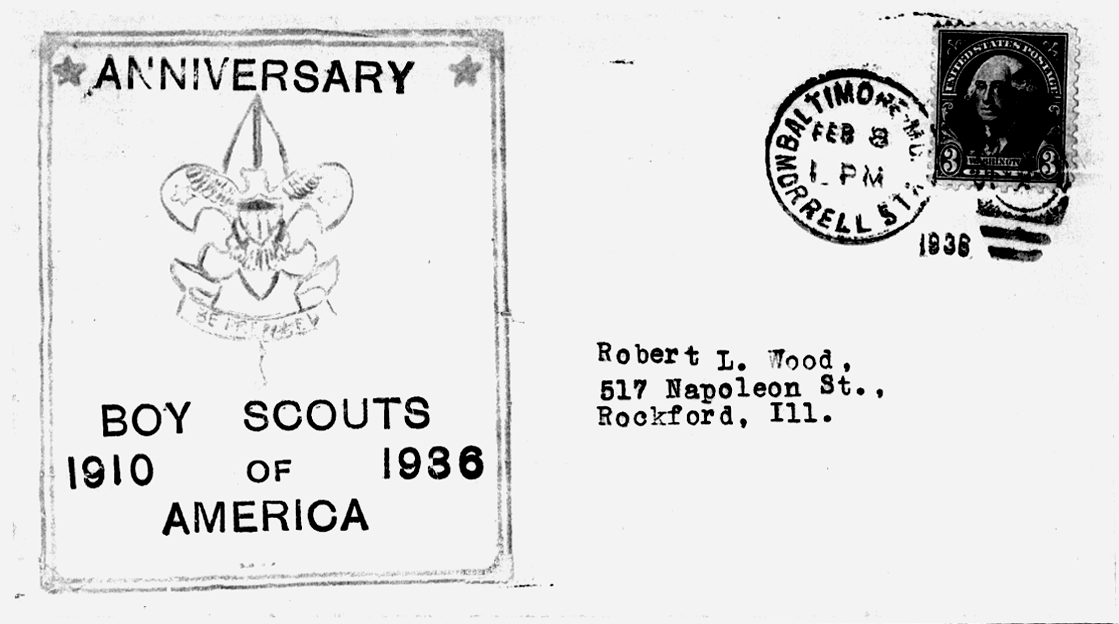 ANNIVERSARY
BOY SCOUTS
1910 OF 1936
AMERICA
BALTIMORE-MD.
FEB 8
1 PM
MORRELL STA
1936
UNITED STATES POSTAGE
3 WASHINGTON 3
Robert L. Wood,
517 Napoleon St.,
Rockford, Ill.